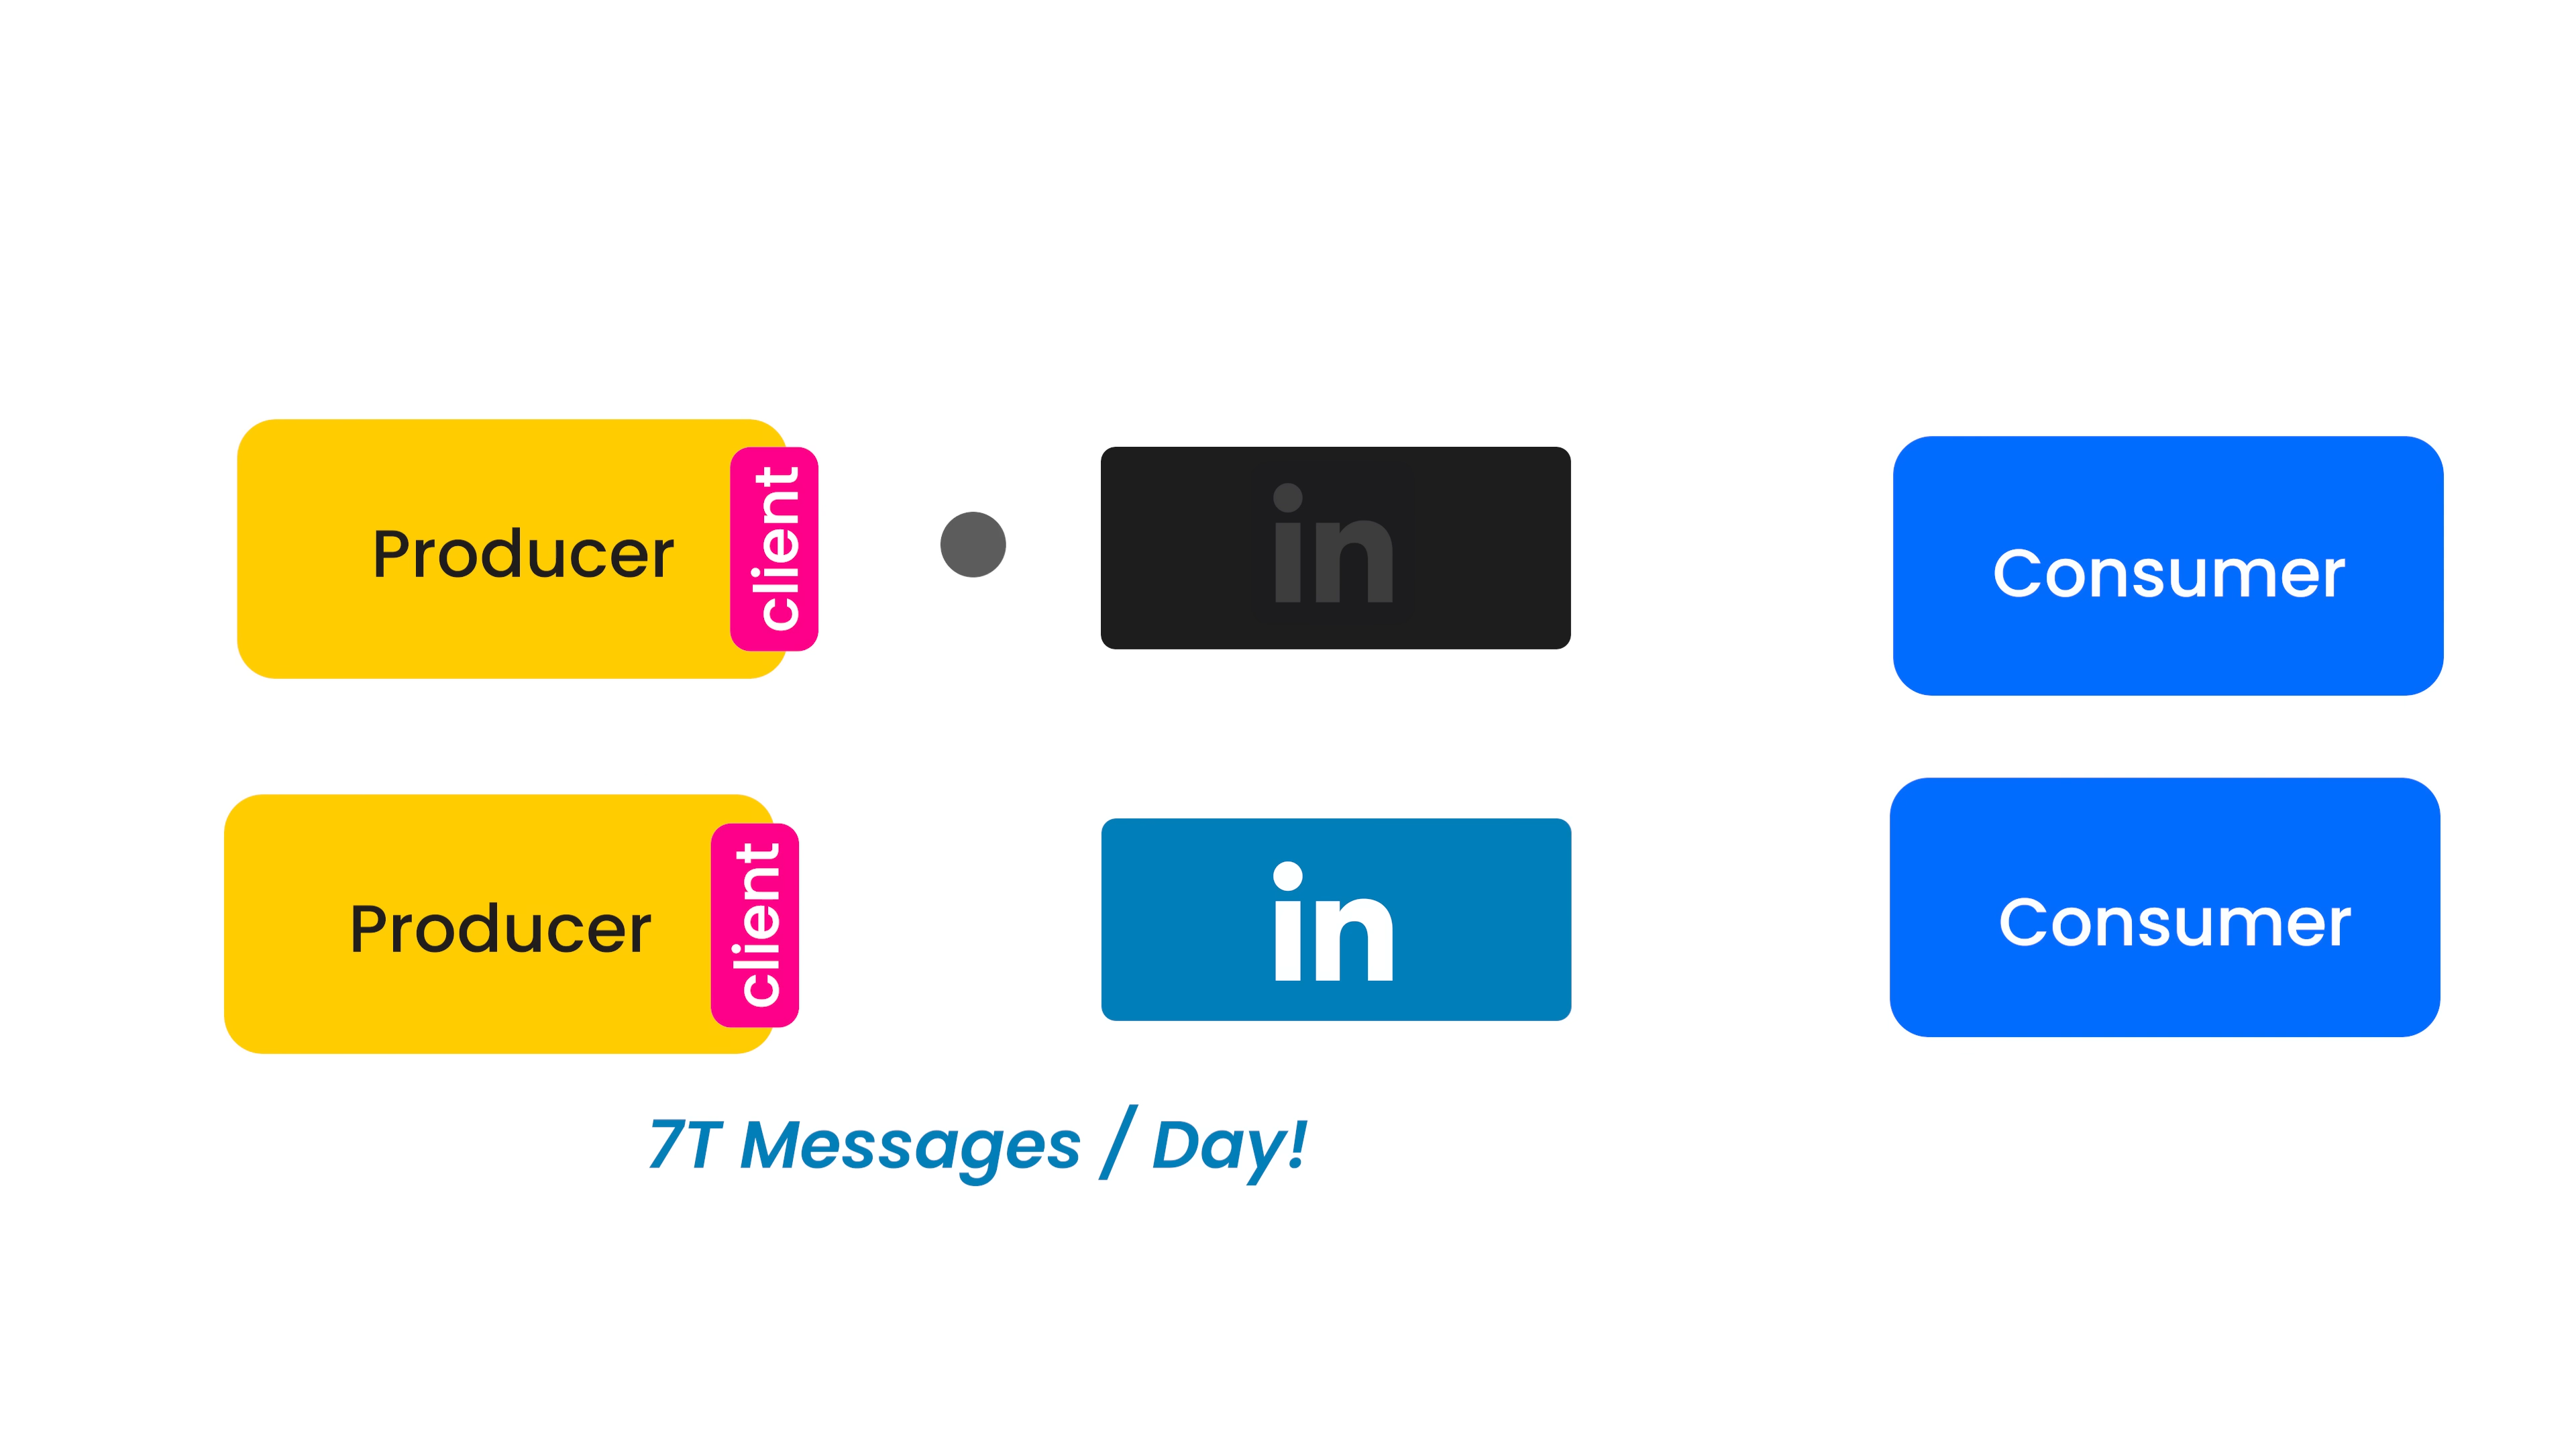 Producer
client
in
Consumer
Producer
client
in
Consumer
7T Messages / Day!